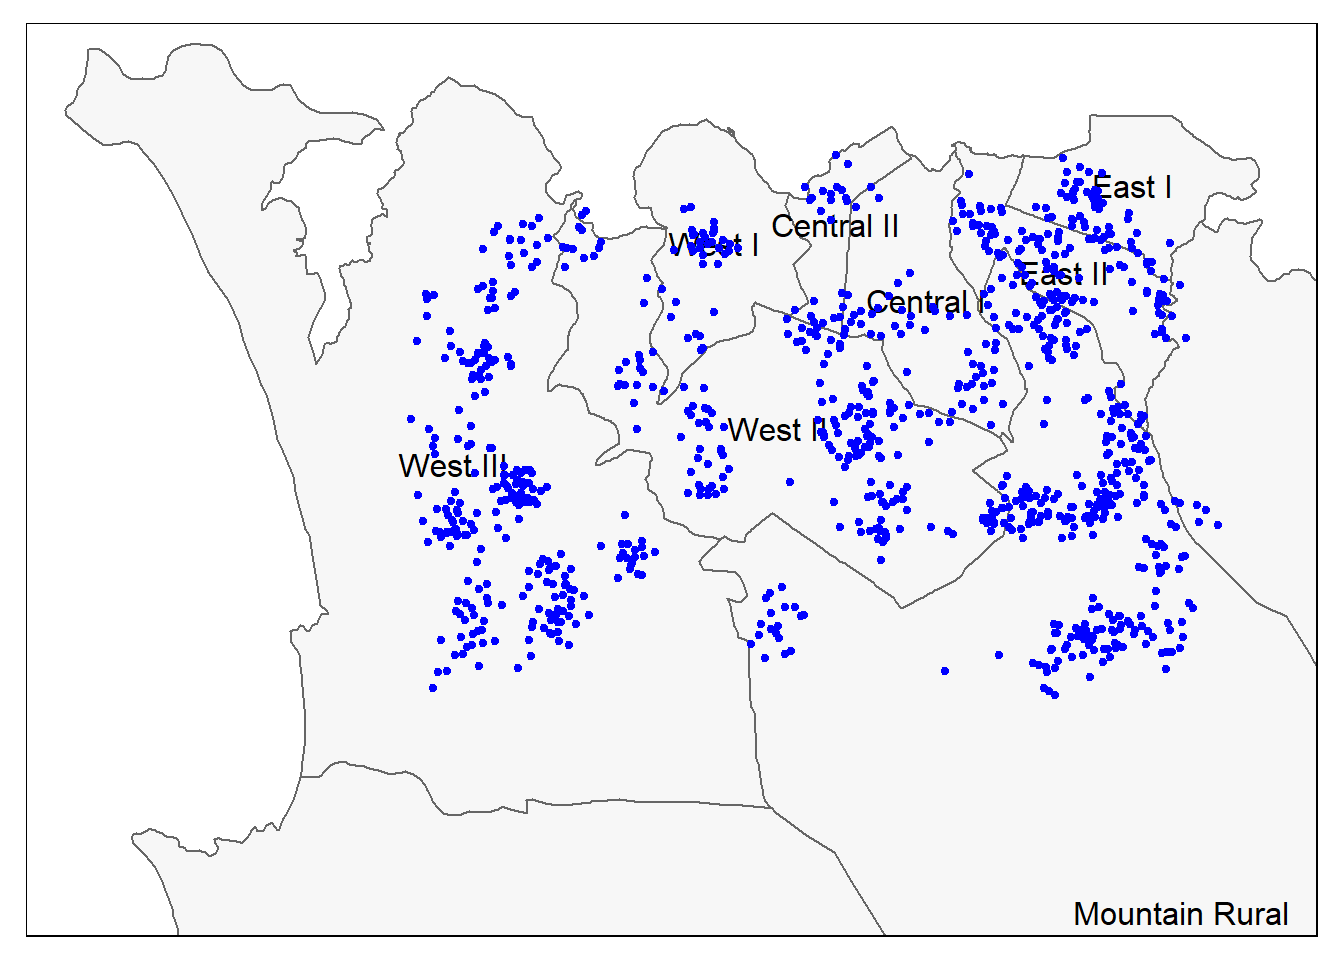 East I
Central II
West I
East II
Central I
West II
West III
Mountain Rural